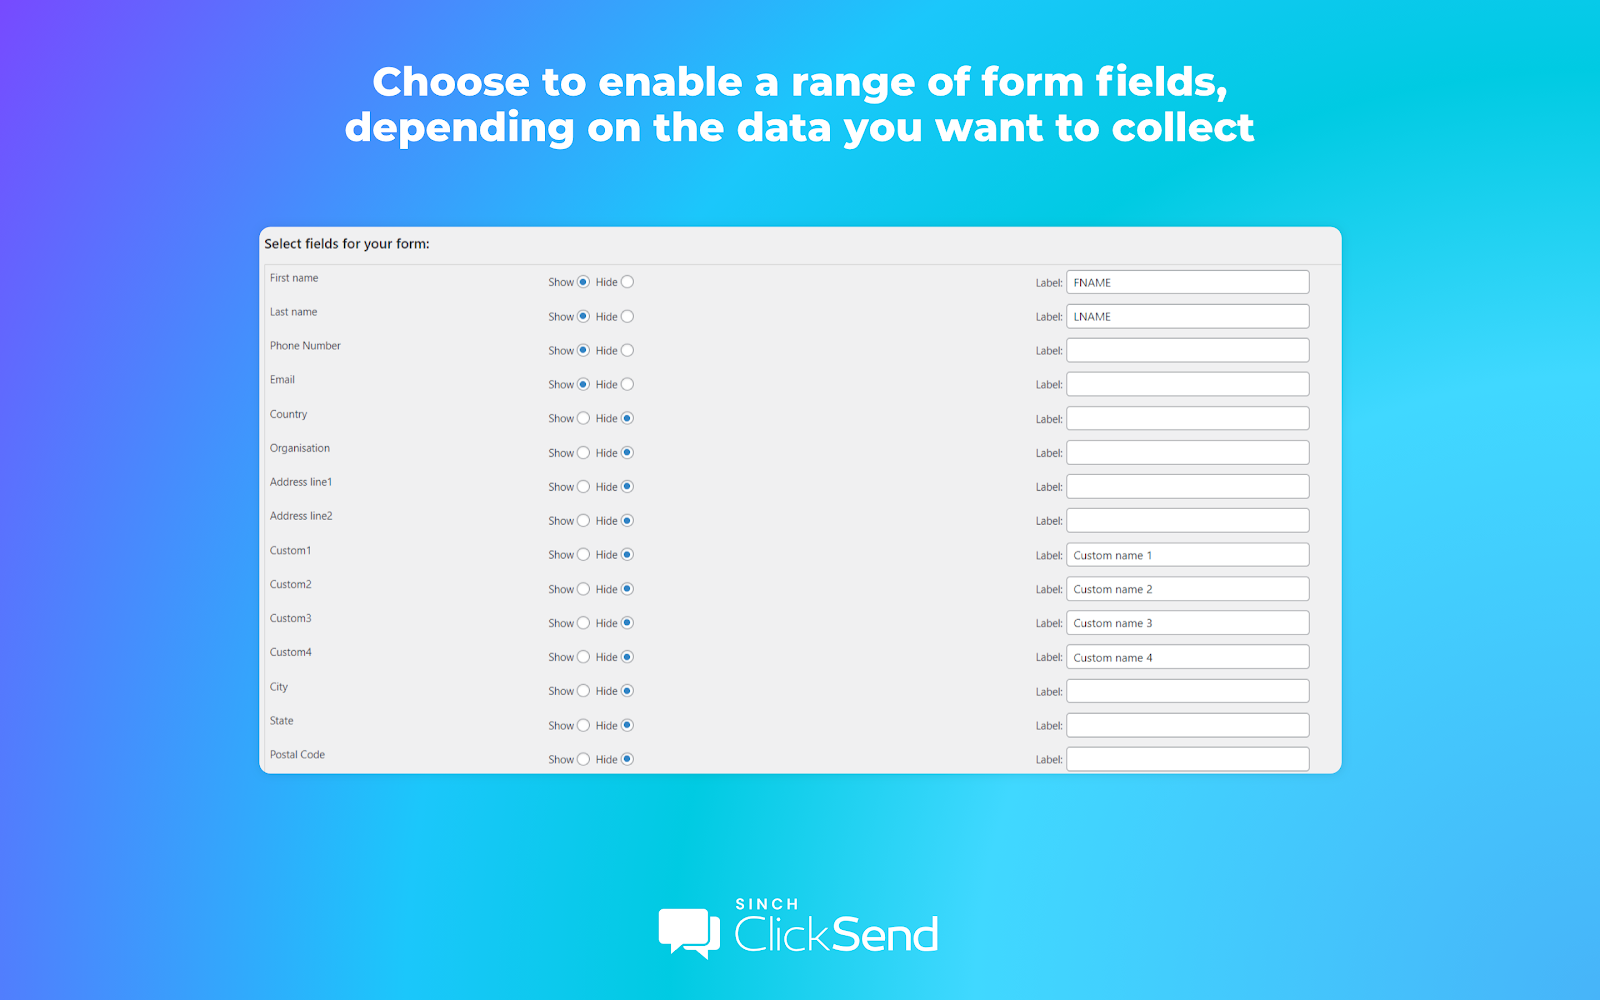 Choose to enable a range of form fields,
depending on the data you want to collect
Select fields for your form:
First name Show Hide Label: FNAME
Last name Show Hide Label: LNAME
Phone Number Show Hide Label:
Email Show Hide Label:
Country Show Hide Label:
Organisation Show Hide Label:
Address line1 Show Hide Label:
Address line2 Show Hide Label:
Custom1 Show Hide Label: Custom name 1
Custom2 Show Hide Label: Custom name 2
Custom3 Show Hide Label: Custom name 3
Custom4 Show Hide Label: Custom name 4
City Show Hide Label:
State Show Hide Label:
Postal Code Show Hide Label:
SINCH
ClickSend